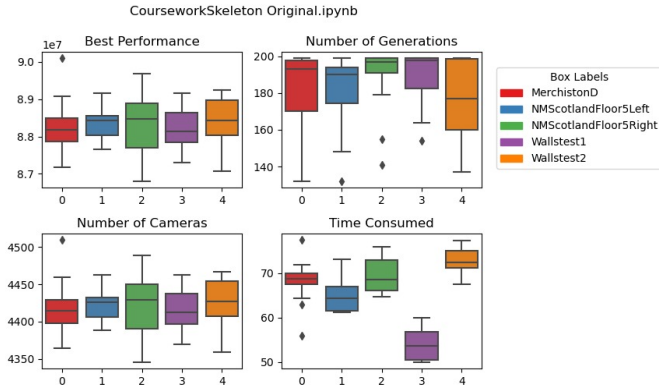 CourseworkSkeleton Original.ipynb
1e7
Best Performance
9.0
8.9
8.8
8.7
0 1 2 3 4
Number of Generations
200
180
160
140
0 1 2 3 4
Box Labels
MerchistonD
NMScotlandFloor5Left
NMScotlandFloor5Right
Wallstest1
Wallstest2
Number of Cameras
4500
4450
4400
4350
0 1 2 3 4
Time Consumed
70
60
50
0 1 2 3 4